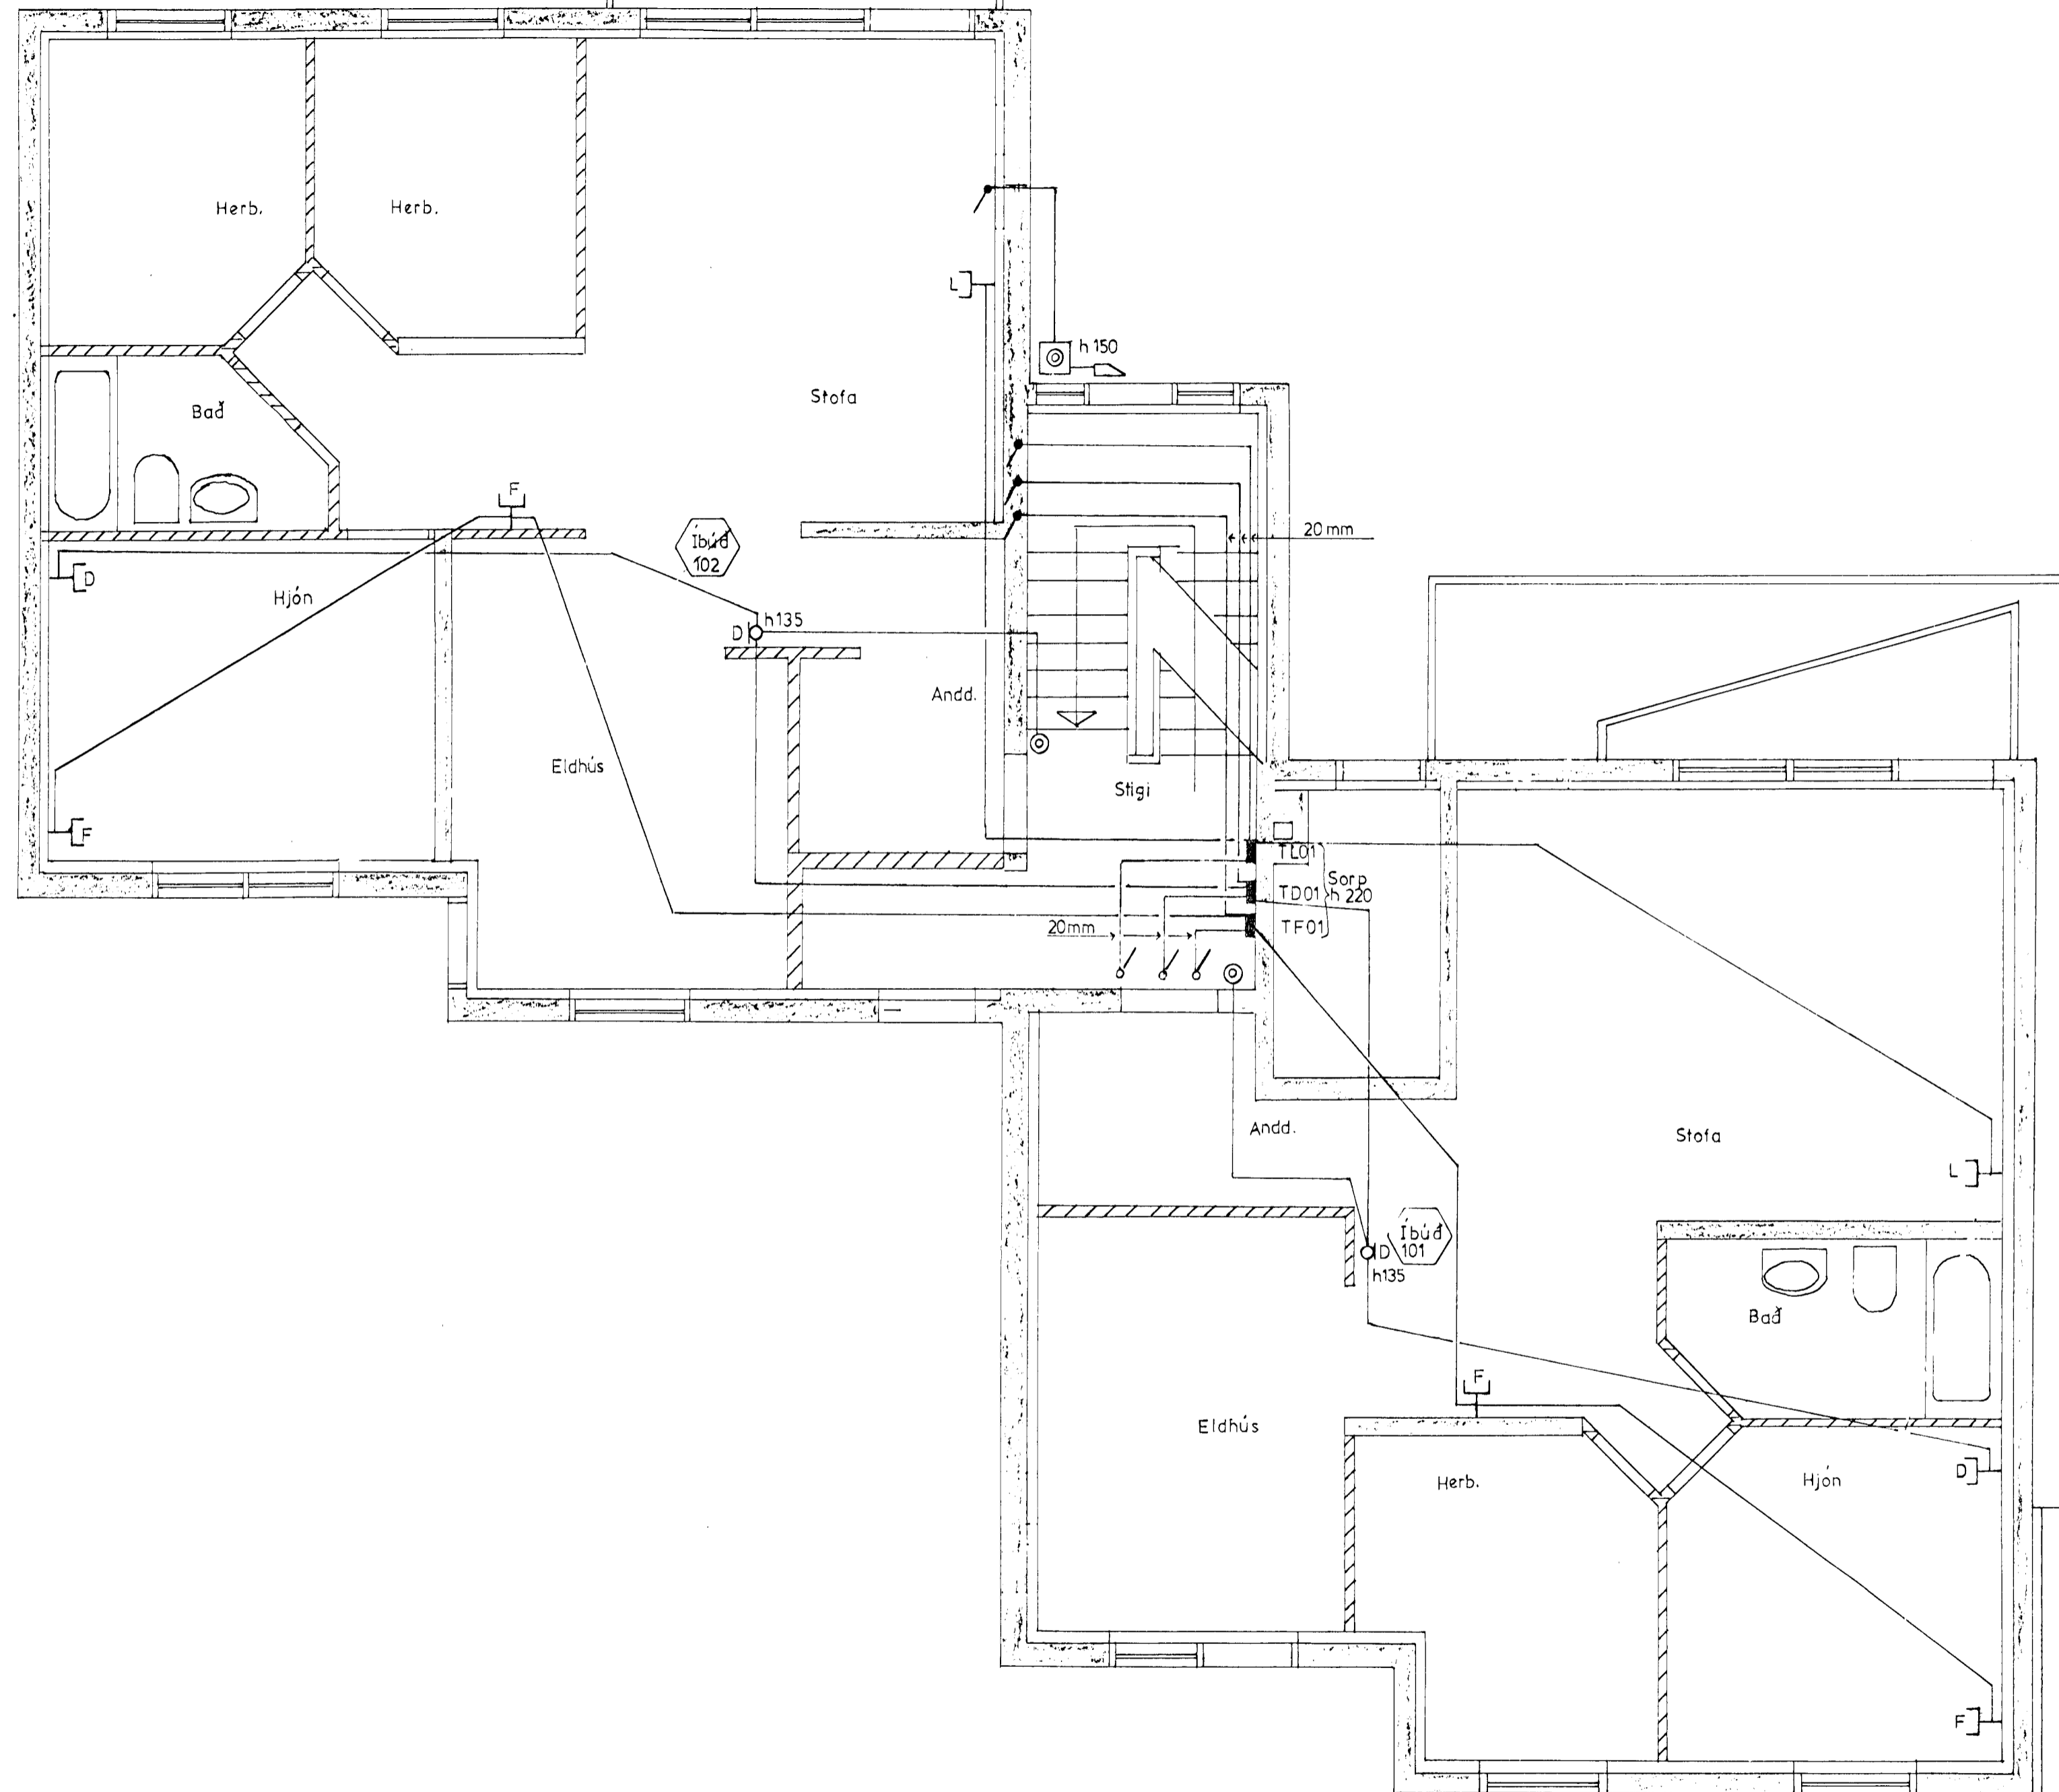 Herb.
Herb.
L
h 150
Stofa
Bað
F
20 mm
Íbúð
102
D
Hjón
h135
D
Andd.
Eldhús
Stigi
F
TL01
Sorp
TD01
h 220
TF01
20mm
Andd.
Stofa
L
Íbúð
101
D
h135
Bað
F
Eldhús
Herb.
Hjón
D
F